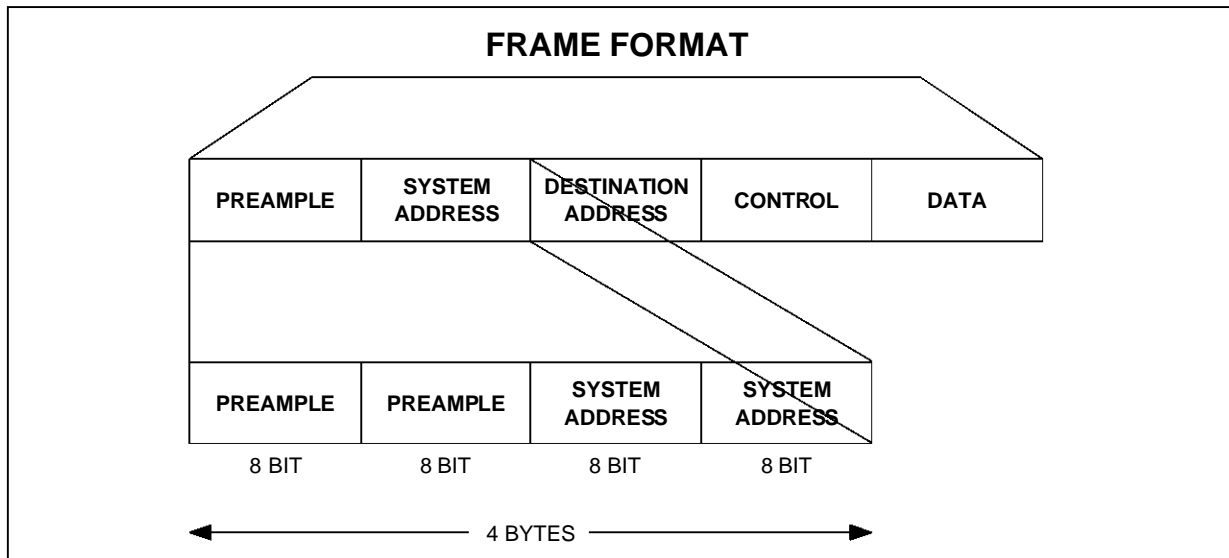 FRAME FORMAT
PREAMPLE
SYSTEM
ADDRESS
DESTINATION
ADDRESS
CONTROL
DATA
PREAMPLE
PREAMPLE
SYSTEM
ADDRESS
SYSTEM
ADDRESS
8 BIT
8 BIT
8 BIT
8 BIT
4 BYTES